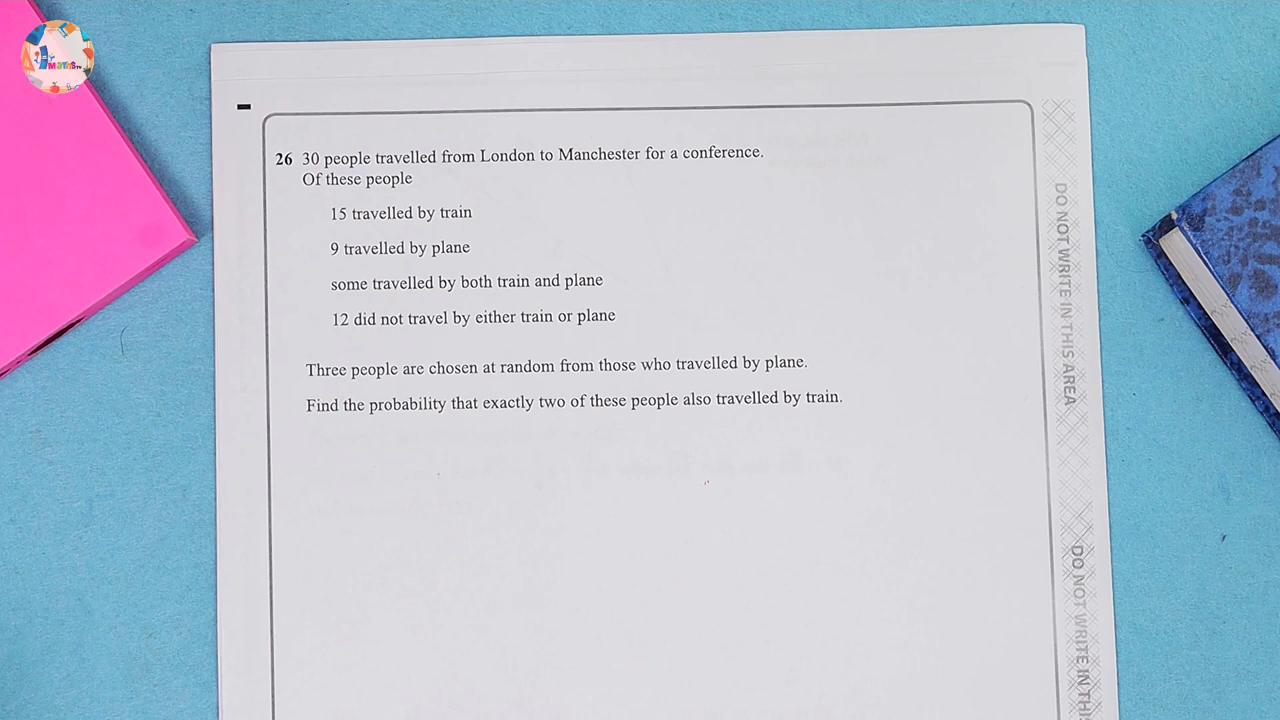 MATHSTV
26 30 people travelled from London to Manchester for a conference.
Of these people
15 travelled by train
9 travelled by plane
some travelled by both train and plane
12 did not travel by either train or plane
Three people are chosen at random from those who travelled by plane.
Find the probability that exactly two of these people also travelled by train.
DO NOT WRITE IN THIS AREA
DO NOT WRITE IN THIS